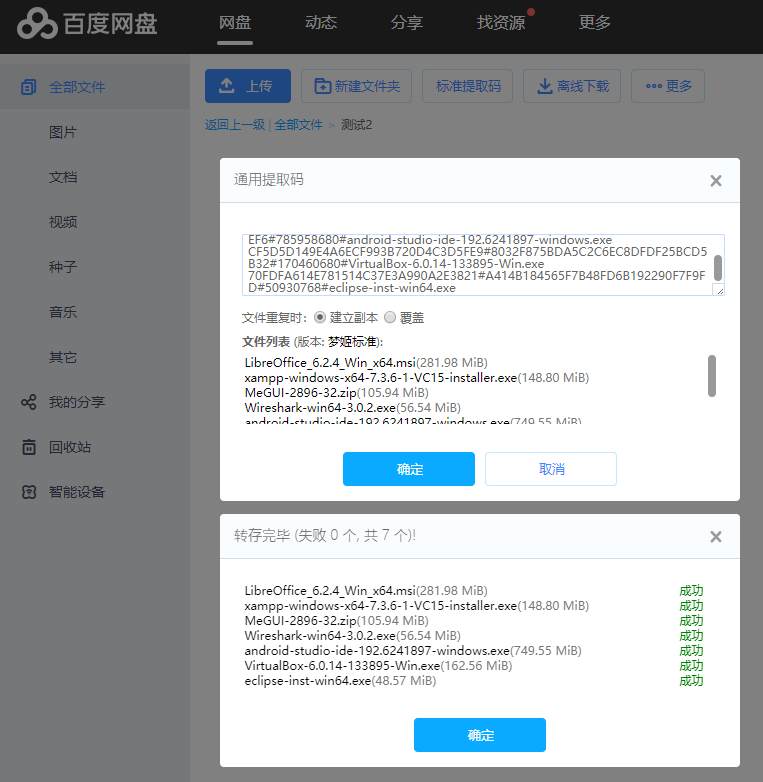 百度网盘
网盘 动态 分享 找资源 更多
全部文件
图片
文档
视频
种子
音乐
其它
我的分享
回收站
智能设备
上传 新建文件夹 标准提取码 离线下载 更多
返回上一级 | 全部文件 > 测试2
通用提取码
EF6#785958680#android-studio-ide-192.6241897-windows.exe
CF5D5D149E4A6ECF993B720D4C3D5FE9#8032F875BDA5C2C6EC8DFDF25BCD5
B32#170460680#VirtualBox-6.0.14-133895-Win.exe
70FDFA614E781514C37E3A990A2E3821#A414B184565F7B48FD6B192290F7F9F
D#50930768#eclipse-inst-win64.exe
文件重复时: 建立副本 覆盖
文件列表 (版本: 梦姬标准):
LibreOffice_6.2.4_Win_x64.msi(281.98 MiB)
xampp-windows-x64-7.3.6-1-VC15-installer.exe(148.80 MiB)
MeGUI-2896-32.zip(105.94 MiB)
Wireshark-win64-3.0.2.exe(56.54 MiB)
android-studio-ide-192.6241897-windows.exe(749.55 MiB)
确定 取消
转存完毕 (失败 0 个, 共 7 个)!
LibreOffice_6.2.4_Win_x64.msi(281.98 MiB) 成功
xampp-windows-x64-7.3.6-1-VC15-installer.exe(148.80 MiB) 成功
MeGUI-2896-32.zip(105.94 MiB) 成功
Wireshark-win64-3.0.2.exe(56.54 MiB) 成功
android-studio-ide-192.6241897-windows.exe(749.55 MiB) 成功
VirtualBox-6.0.14-133895-Win.exe(162.56 MiB) 成功
eclipse-inst-win64.exe(48.57 MiB) 成功
确定